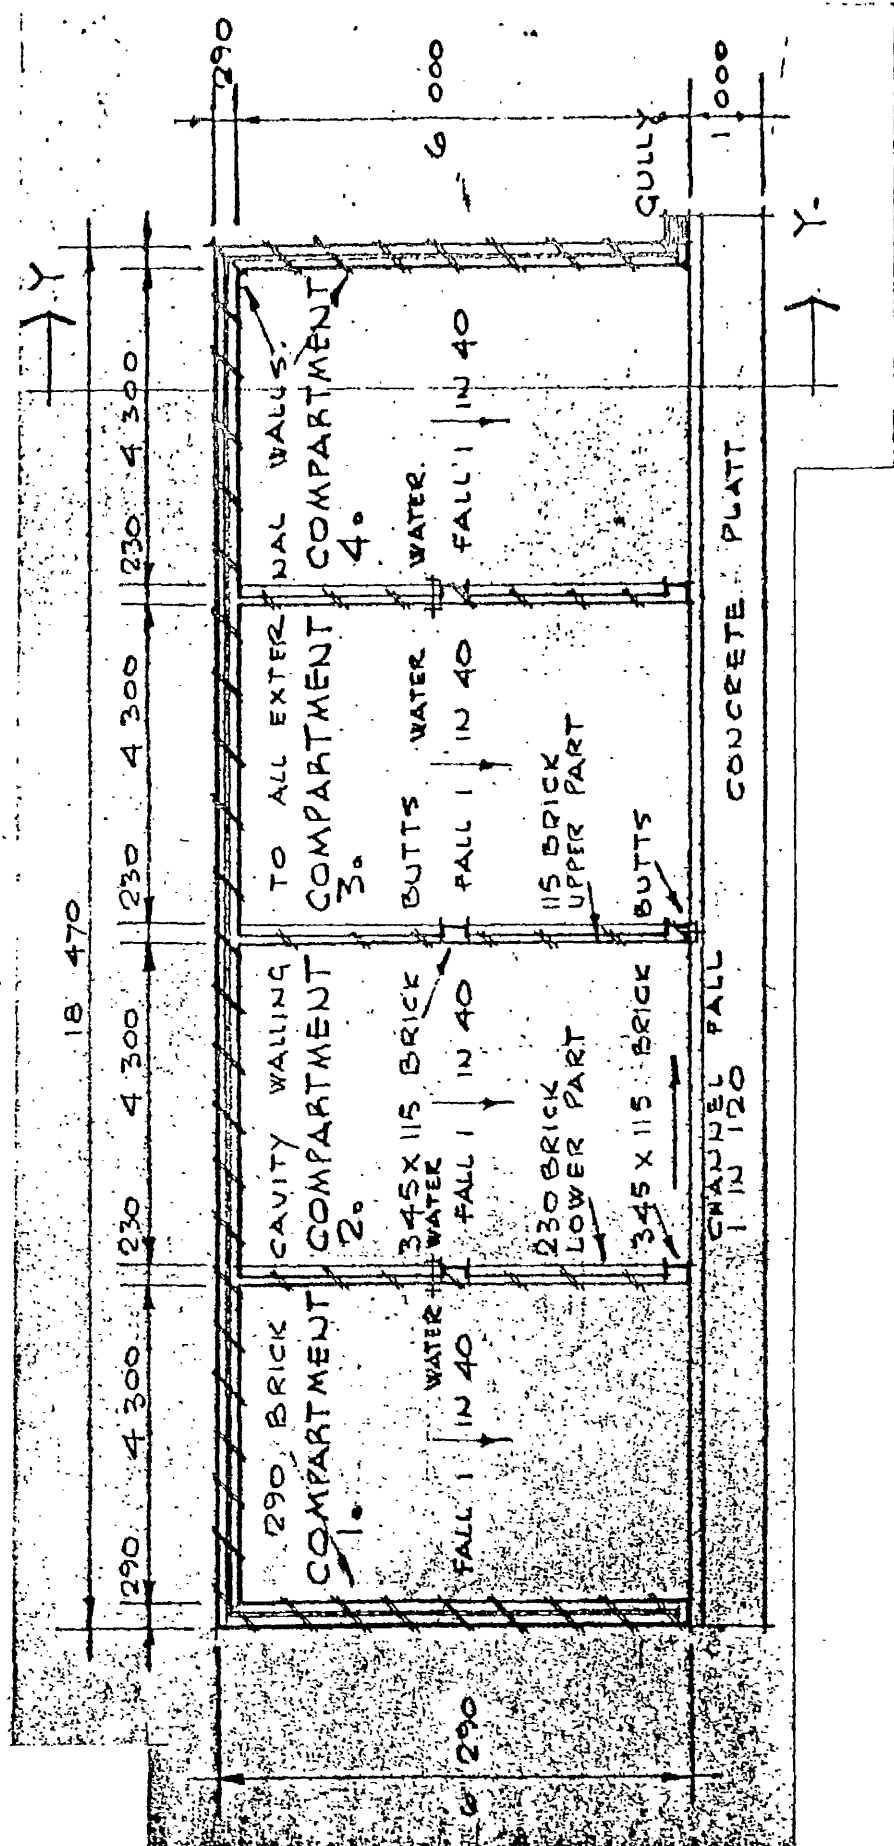 18 470
290 4 300 230 4 300 230 4 300 230 4 300
Y
290
6 290
6 000
1 000
290 BRICK CAVITY WALLING TO ALL EXTERNAL WALLS.
COMPARTMENT
1.
COMPARTMENT
2.
COMPARTMENT
3.
COMPARTMENT
4.
345 X 115 BRICK BUTTS
WATER
WATER
WATER
WATER.
FALL 1 IN 40
FALL 1 IN 40
FALL 1 IN 40
FALL 1 IN 40
230 BRICK
LOWER PART
115 BRICK
UPPER PART
345 X 115 BRICK BUTTS
GULLY
CHANNEL FALL
1 IN 120
CONCRETE PLATT
Y.